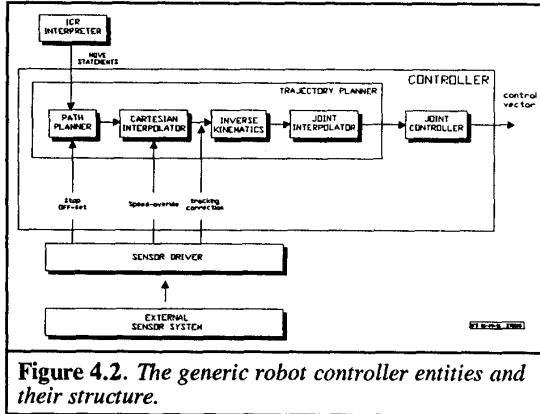 ICR
INTERPRETER
MOVE
STATEMENTS
CONTROLLER
TRAJECTORY PLANNER
control
vector
PATH
PLANNER
CARTESIAN
INTERPOLATOR
INVERSE
KINEMATICS
JOINT
INTERPOLATOR
JOINT
CONTROLLER
Stop
Off-set
Speed-override
tracking
connection
SENSOR DRIVER
EXTERNAL
SENSOR SYSTEM
Figure 4.2. The generic robot controller entities and
their structure.